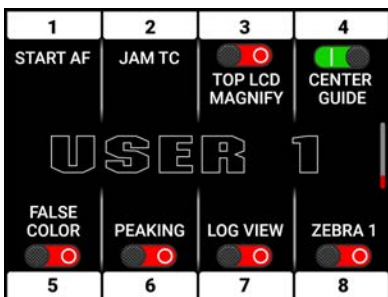 1 2 3 4
START AF JAM TC TOP LCD MAGNIFY CENTER GUIDE
USER 1
FALSE COLOR PEAKING LOG VIEW ZEBRA 1
5 6 7 8